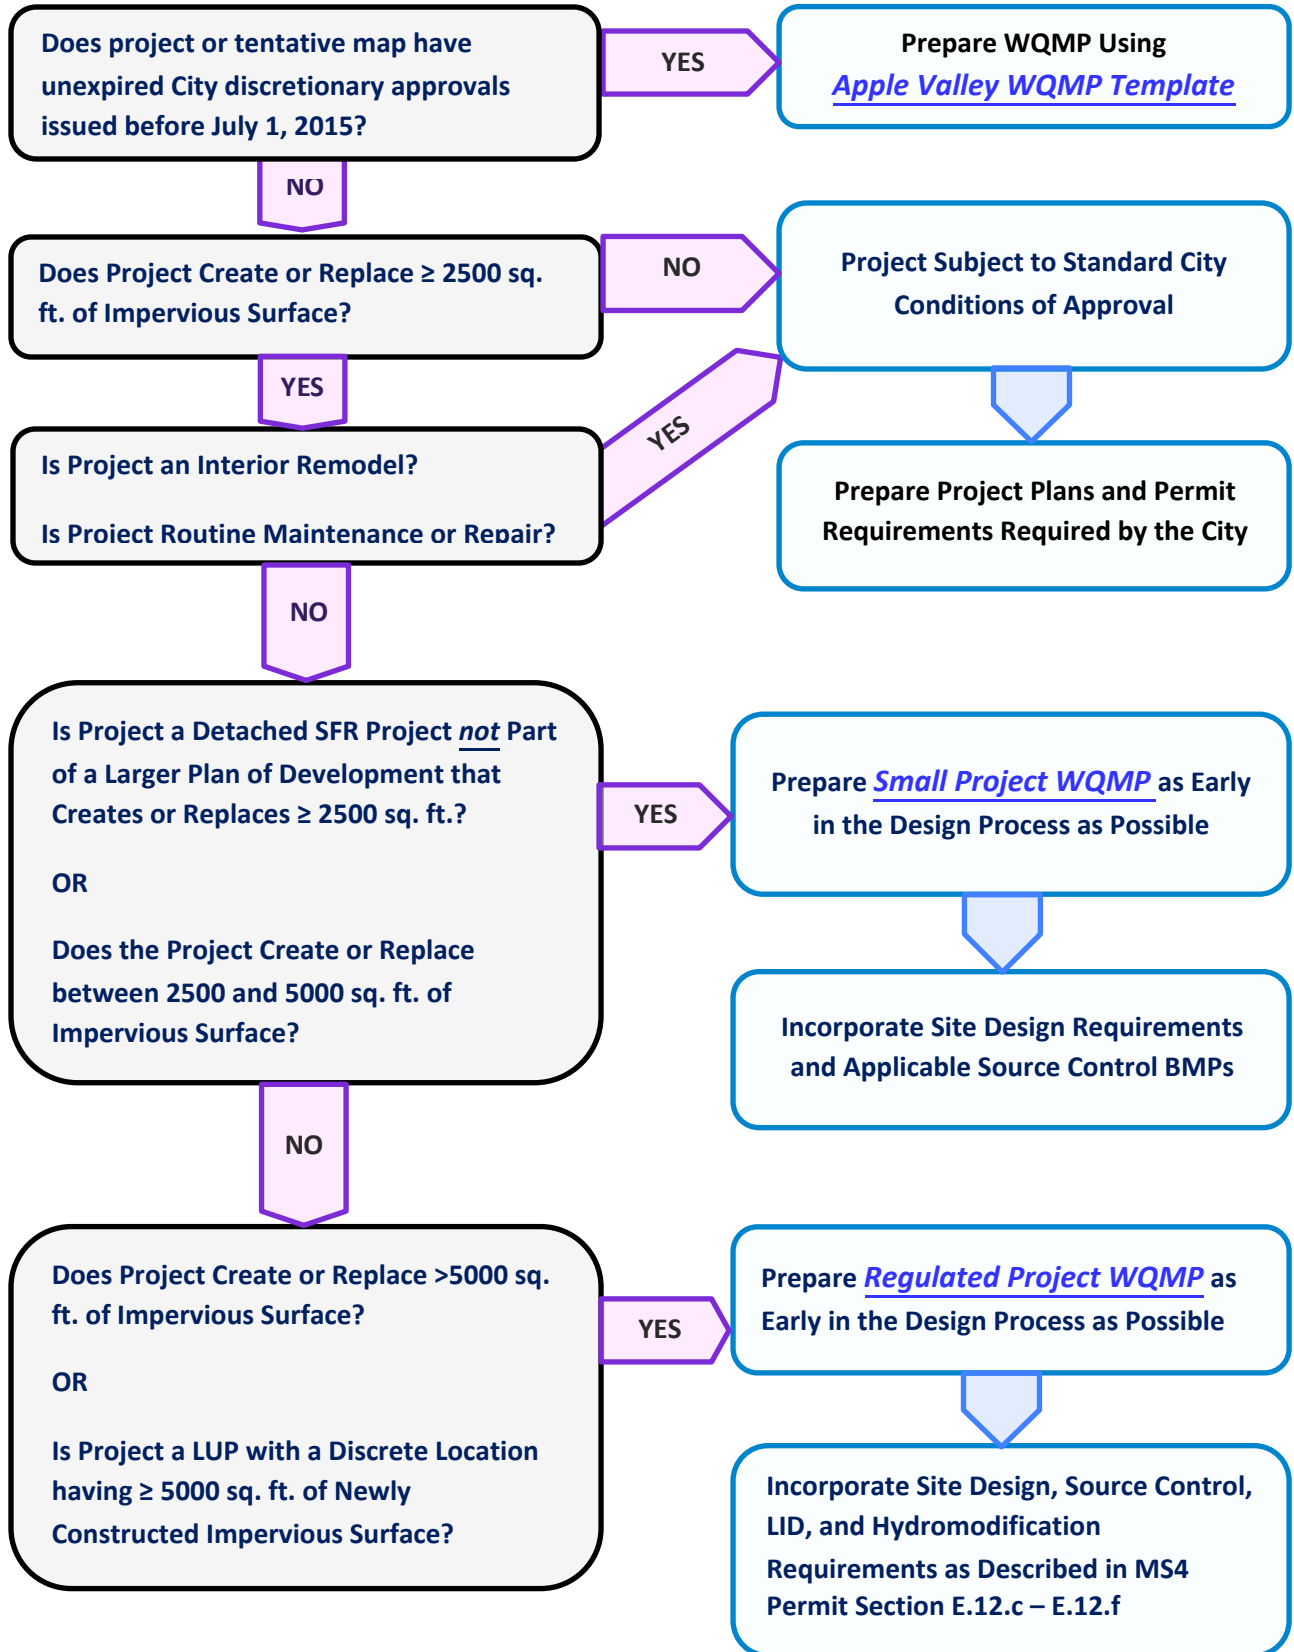 Does project or tentative map have
unexpired City discretionary approvals
issued before July 1, 2015?
YES
Prepare WQMP Using
Apple Valley WQMP Template
NO
Does Project Create or Replace ≥ 2500 sq.
ft. of Impervious Surface?
NO
Project Subject to Standard City
Conditions of Approval
YES
Is Project an Interior Remodel?
Is Project Routine Maintenance or Repair?
YES
Prepare Project Plans and Permit
Requirements Required by the City
NO
Is Project a Detached SFR Project not Part
of a Larger Plan of Development that
Creates or Replaces ≥ 2500 sq. ft.?
OR
Does the Project Create or Replace
between 2500 and 5000 sq. ft. of
Impervious Surface?
YES
Prepare Small Project WQMP as Early
in the Design Process as Possible
Incorporate Site Design Requirements
and Applicable Source Control BMPs
NO
Does Project Create or Replace >5000 sq.
ft. of Impervious Surface?
OR
Is Project a LUP with a Discrete Location
having ≥ 5000 sq. ft. of Newly
Constructed Impervious Surface?
YES
Prepare Regulated Project WQMP as
Early in the Design Process as Possible
Incorporate Site Design, Source Control,
LID, and Hydromodification
Requirements as Described in MS4
Permit Section E.12.c – E.12.f